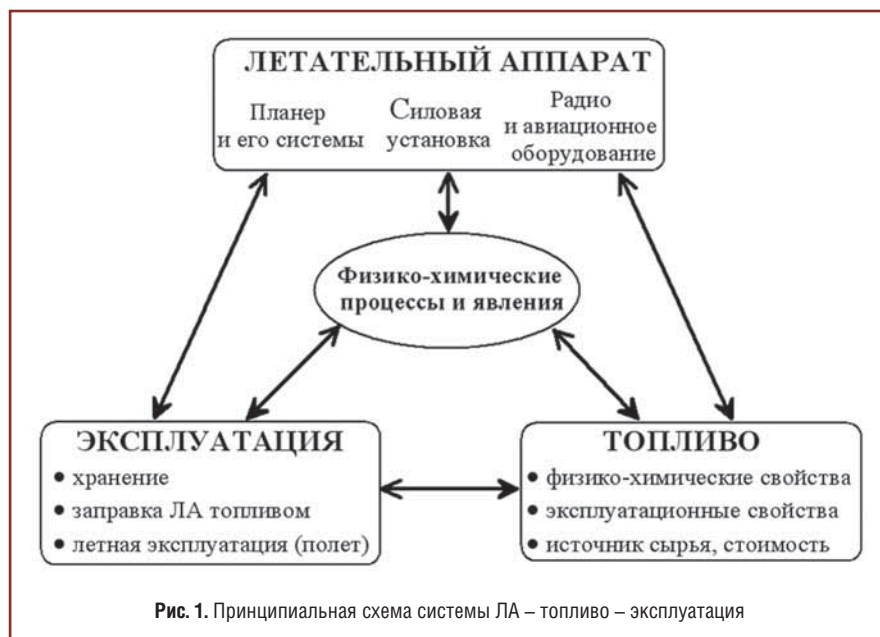 ЛЕТАТЕЛЬНЫЙ АППАРАТ
Планер
и его системы
Силовая
установка
Радио
и авиационное
оборудование
Физико-химические
процессы и явления
ЭКСПЛУАТАЦИЯ
● хранение
● заправка ЛА топливом
● летная эксплуатация (полет)
ТОПЛИВО
● физико-химические свойства
● эксплуатационные свойства
● источник сырья, стоимость
Рис. 1. Принципиальная схема системы ЛА – топливо – эксплуатация